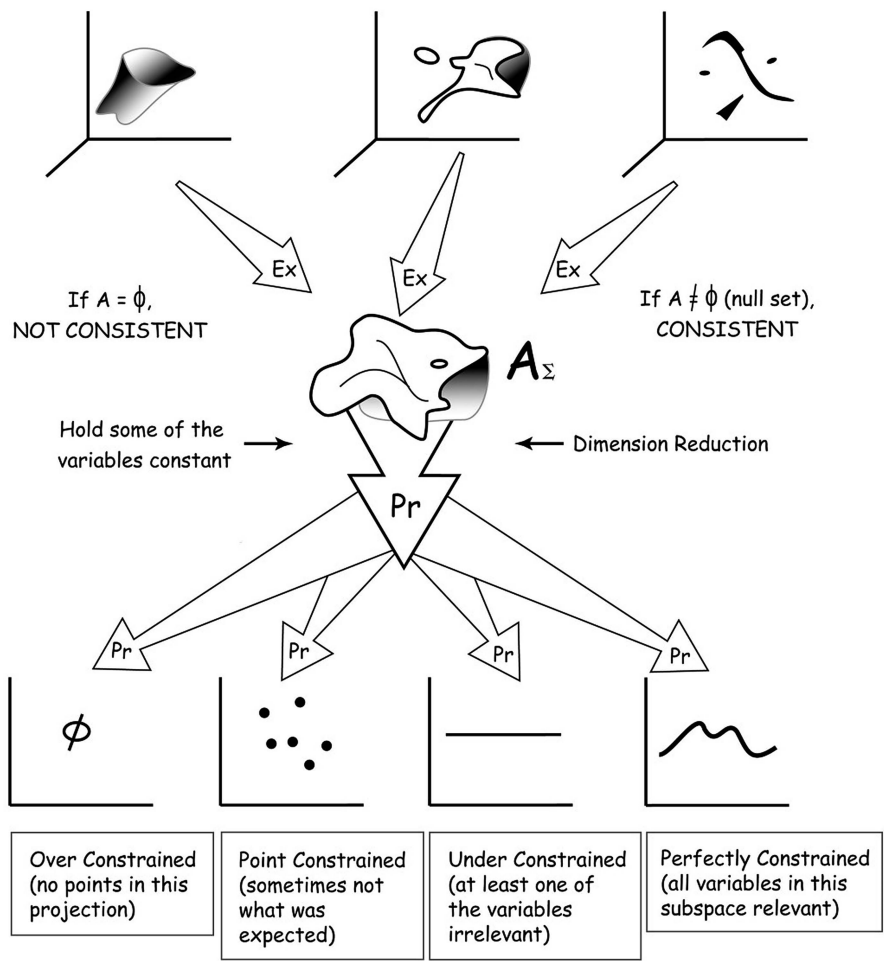 Ex
Ex
Ex
If A = ϕ,
NOT CONSISTENT
If A ≠ ϕ (null set),
CONSISTENT
A_Σ
Hold some of the
variables constant
Dimension Reduction
Pr
Pr
Pr
Pr
Pr
ϕ
Over Constrained
(no points in this
projection)
Point Constrained
(sometimes not
what was
expected)
Under Constrained
(at least one of
the variables
irrelevant)
Perfectly Constrained
(all variables in this
subspace relevant)